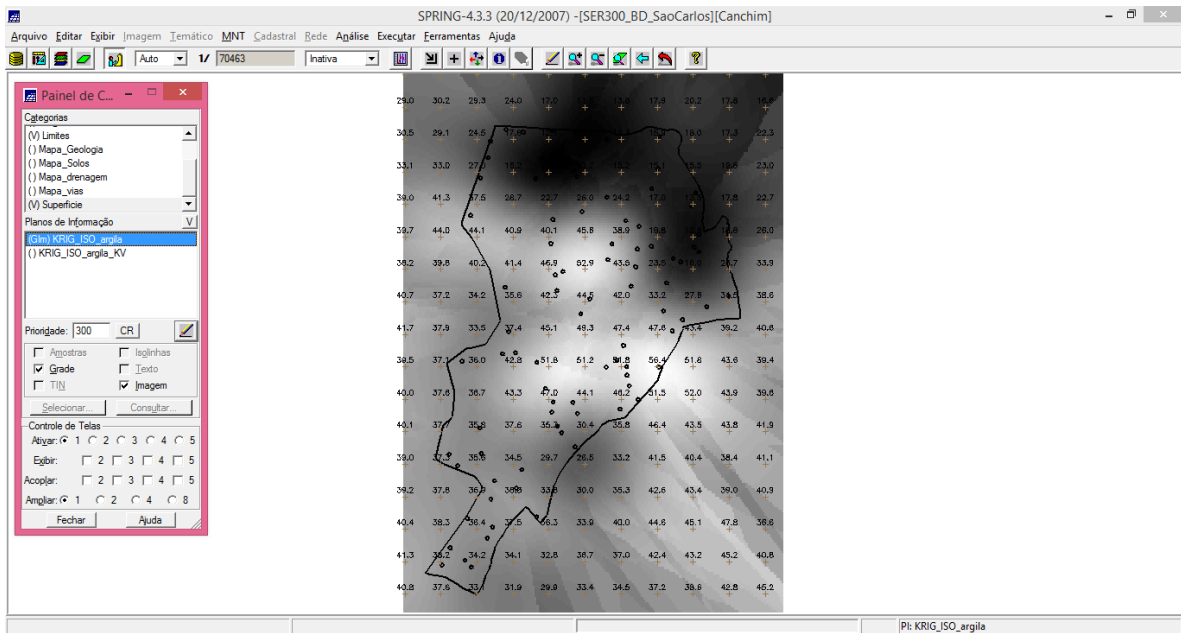 SPRING-4.3.3 (20/12/2007) -[SER300_BD_SaoCarlos][Canchim]
Arquivo Editar Exibir Imagem Temático MNT Cadastral Rede Análise Executar Ferramentas Ajuda
Auto 1/ 70463 Inativa
Painel de C...
Categorias
(V) Limites
( ) Mapa_Geologia
( ) Mapa_Solos
( ) Mapa_drenagem
( ) Mapa_vias
(V) Superficie
Planos de Informação V
(GIm) KRIG_ISO_argila
( ) KRIG_ISO_argila_KV
Prioridade: 300 CR
Amostras Isolinhas
Grade Texto
TIN Imagem
Selecionar... Consultar...
Controle de Telas
Ativar: 1 2 3 4 5
Exibir: 2 3 4 5
Acoplar: 2 3 4 5
Ampliar: 1 2 4 8
Fechar Ajuda
29.0 30.2 29.3 24.0 17.0 17.9 20.2 17.8
30.5 29.1 24.5 18.0 17.3 22.3
33.1 33.0 15.1 23.0
39.0 41.3 37.5 28.7 22.7 26.0 24.2 17.0 17.8 22.7
39.7 44.0 44.1 40.9 40.1 45.8 38.9 26.0
38.2 39.8 40.2 41.4 46.9 52.9 43.5 23.5 33.9
40.7 37.2 34.2 35.6 42.3 44.5 42.0 33.2 27.8 34.5 38.6
41.7 37.9 33.5 37.4 45.1 49.3 47.4 47.8 43.4 39.2 40.8
39.5 37.1 36.0 42.8 51.8 51.2 51.8 56.4 51.6 43.6 39.4
40.0 37.6 36.7 43.3 47.0 44.1 46.2 51.5 52.0 43.9 39.6
40.1 35.8 37.6 35.3 30.4 35.8 46.4 43.5 43.8 41.9
39.0 37.3 35.6 34.5 29.7 26.5 33.2 41.5 40.4 38.4 41.1
39.2 37.8 36.9 38.8 33.8 30.0 35.3 42.6 43.4 39.0 40.9
40.4 38.3 36.4 37.5 36.3 33.9 40.0 44.6 45.1 47.8 36.6
41.3 38.2 34.2 34.1 32.8 36.7 37.0 42.4 43.2 45.2 40.8
40.8 37.6 31.9 29.9 33.4 34.5 37.2 38.6 42.8 45.2
PI: KRIG_ISO_argila